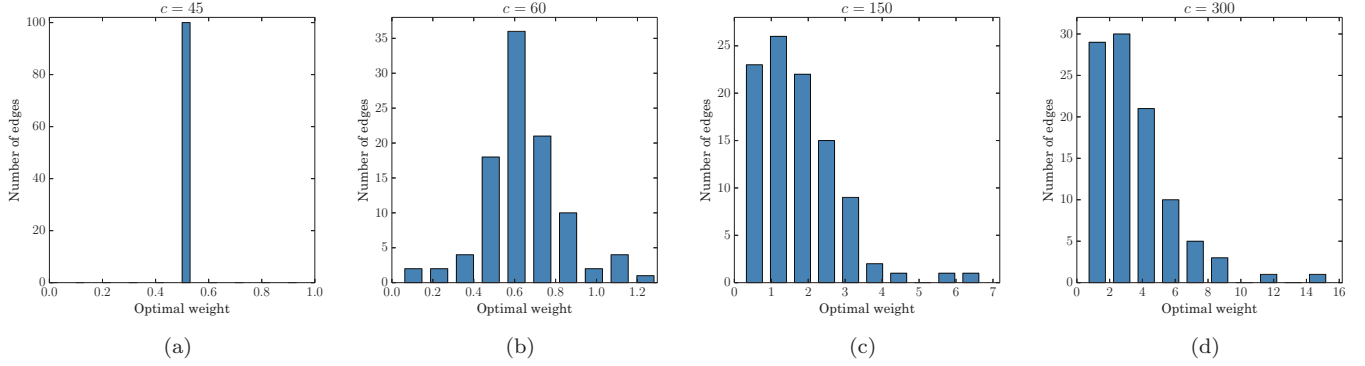 c = 45
100
80
60
40
20
0
Number of edges
0.0 0.2 0.4 0.6 0.8 1.0
Optimal weight
(a)
c = 60
35
30
25
20
15
10
5
0
Number of edges
0.0 0.2 0.4 0.6 0.8 1.0 1.2
Optimal weight
(b)
c = 150
25
20
15
10
5
0
Number of edges
0 1 2 3 4 5 6 7
Optimal weight
(c)
c = 300
30
25
20
15
10
5
0
Number of edges
0 2 4 6 8 10 12 14 16
Optimal weight
(d)